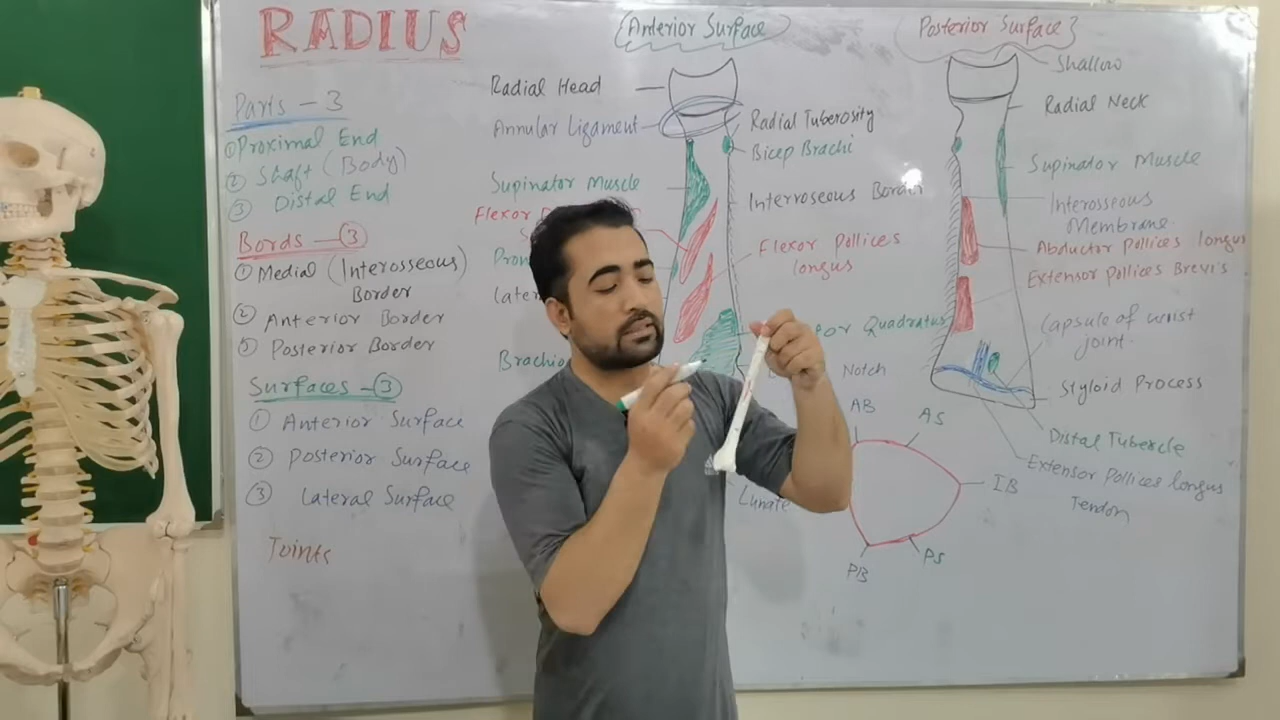 RADIUS
Parts - 3
① Proximal End
② Shaft (Body)
③ Distal End
Bords - ③
① Medial (Interosseous)
Border
② Anterior Border
③ Posterior Border
Surfaces - ③
① Anterior Surface
② Posterior Surface
③ Lateral Surface
Joints
Anterior Surface
Radial Head
Annular Ligament
Supinator Muscle
Flexor
Radial Tuberosity
Bicep Brachi
Interroseous Border
Flexor Pollices
longus
Quadratus
Notch
Lunate
AB
AS
IB
PS
PB
Posterior Surface
Shallow
Radial Neck
Supinator Muscle
Interosseous
Membrane
Abductor Pollices longus
Extensor Pollices Brevis
Capsule of wrist
joint
Styloid Process
Distal Tubercle
Extensor Pollices longus
Tendon